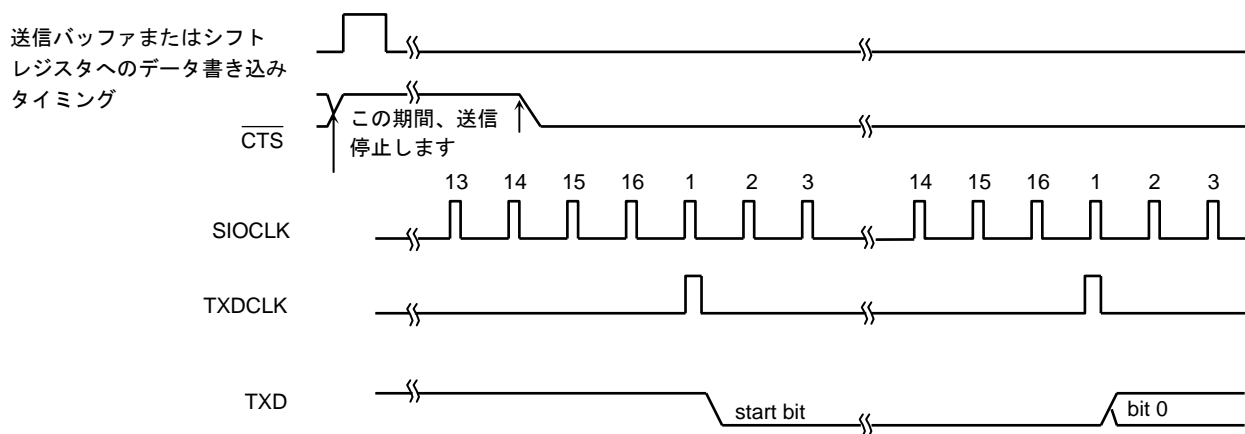 送信バッファまたはシフト
レジスタへのデータ書き込み
タイミング
CTS
この期間、送信
停止します
13 14 15 16 1 2 3 14 15 16 1 2 3
SIOCLK
TXDCLK
TXD
start bit
bit 0